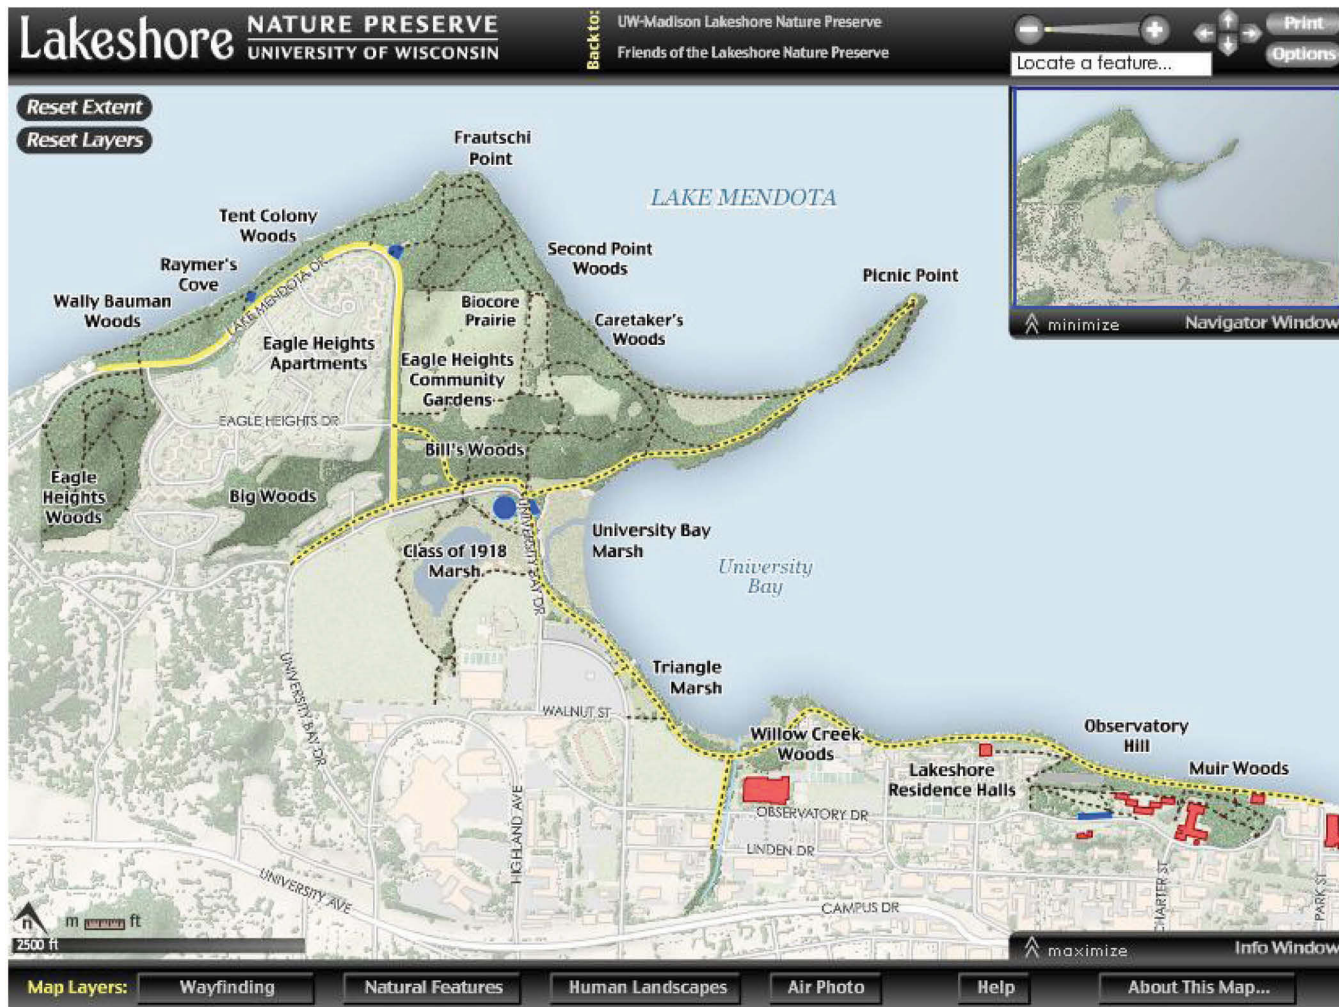 Lakeshore
NATURE PRESERVE
UNIVERSITY OF WISCONSIN
Back to:
UW-Madison Lakeshore Nature Preserve
Friends of the Lakeshore Nature Preserve
Print
Options
Locate a feature...
Reset Extent
Reset Layers
Frautschi
Point
LAKE MENDOTA
Tent Colony
Woods
Second Point
Woods
Raymer's
Cove
Picnic Point
Wally Bauman
Woods
Biocore
Prairie
Caretaker's
Woods
LAKE MENDOTA DR
minimize
Navigator Window
Eagle Heights
Apartments
Eagle Heights
Community
Gardens
EAGLE HEIGHTS DR
Bill's Woods
Eagle
Heights
Woods
Big Woods
UNIVERSITY BAY DR
University Bay
Marsh
Class of 1918
Marsh
University
Bay
UNIVERSITY BAY DR
Triangle
Marsh
WALNUT ST
Willow Creek
Woods
Observatory
Hill
Lakeshore
Residence Halls
Muir Woods
HIGHLAND AVE
OBSERVATORY DR
LINDEN DR
UNIVERSITY AVE
CAMPUS DR
CHARTER ST
PARK ST
n
m ft
2500 ft
maximize
Info Window
Map Layers:
Wayfinding
Natural Features
Human Landscapes
Air Photo
Help
About This Map...